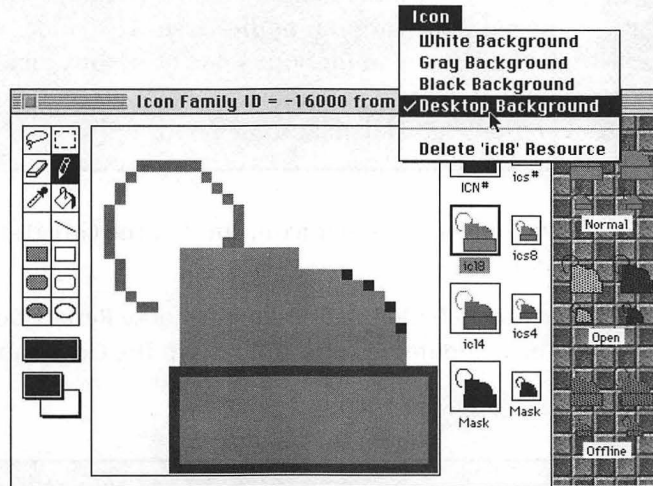 Icon
White Background
Gray Background
Black Background
✓Desktop Background
Delete 'icl8' Resource
Icon Family ID = -16000 from
ICN#
ics#
icl8
ics8
icl4
ics4
Mask
Mask
Normal
Open
Offline